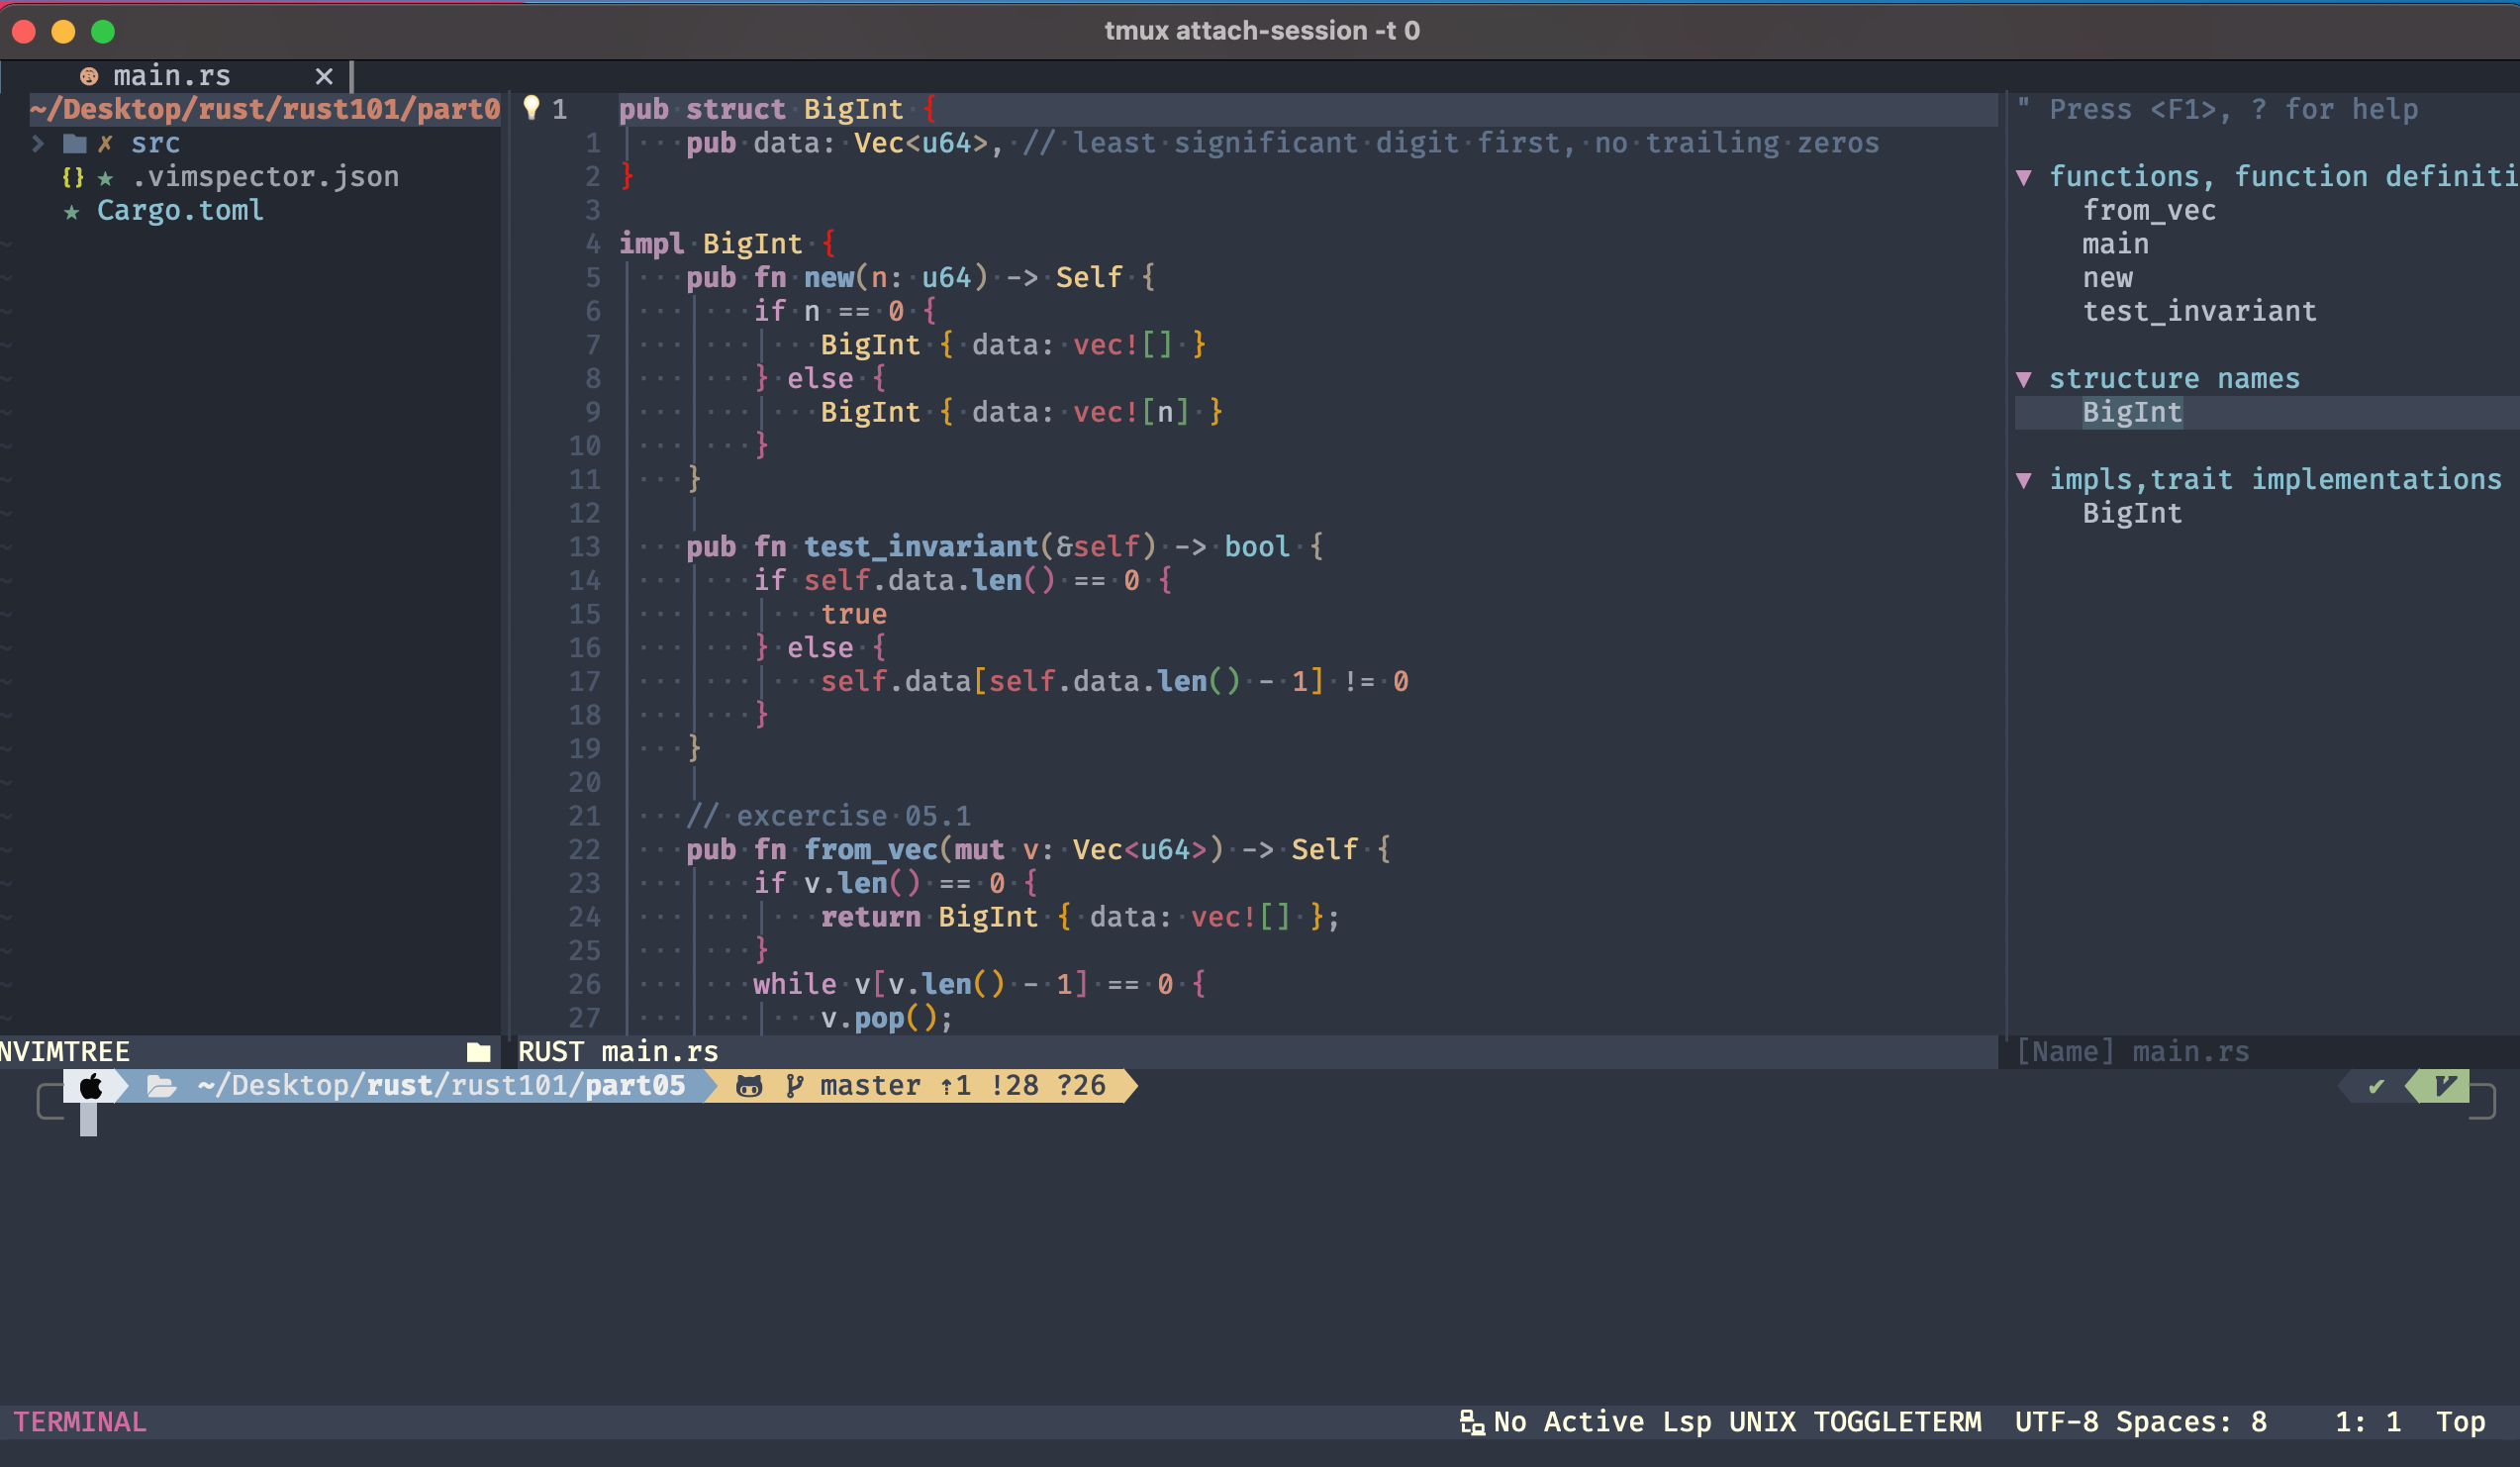 tmux attach-session -t 0
main.rs
~/Desktop/rust/rust101/part0
src
{} .vimspector.json
Cargo.toml
1 pub struct BigInt {
1 pub data: Vec<u64>, // least significant digit first, no trailing zeros
2 }
3
4 impl BigInt {
5 pub fn new(n: u64) -> Self {
6 if n == 0 {
7 BigInt { data: vec![] }
8 } else {
9 BigInt { data: vec![n] }
10 }
11 }
12
13 pub fn test_invariant(&self) -> bool {
14 if self.data.len() == 0 {
15 true
16 } else {
17 self.data[self.data.len() - 1] != 0
18 }
19 }
20
21 // excercise 05.1
22 pub fn from_vec(mut v: Vec<u64>) -> Self {
23 if v.len() == 0 {
24 return BigInt { data: vec![] };
25 }
26 while v[v.len() - 1] == 0 {
27 v.pop();
" Press <F1>, ? for help
▼ functions, function definiti
from_vec
main
new
test_invariant
▼ structure names
BigInt
▼ impls,trait implementations
BigInt
NVIMTREE
RUST main.rs
[Name] main.rs
~/Desktop/rust/rust101/part05 master ⇡1 !28 ?26
TERMINAL
No Active Lsp UNIX TOGGLETERM UTF-8 Spaces: 8 1: 1 Top